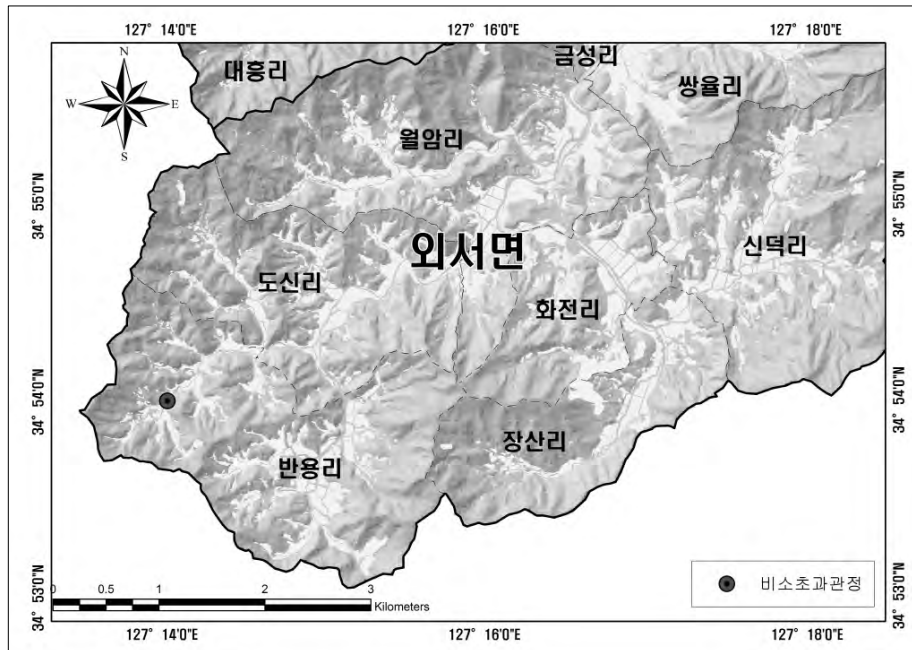 127° 14'0"E
127° 16'0"E
127° 18'0"E
N
W
E
S
대흥리
금성리
쌍율리
월암리
34° 55'0"N
34° 55'0"N
외서면
신덕리
도신리
화전리
34° 54'0"N
34° 54'0"N
장산리
반용리
비소초과관정
0 0.5 1 2 3
Kilometers
34° 53'0"N
34° 53'0"N
127° 14'0"E
127° 16'0"E
127° 18'0"E